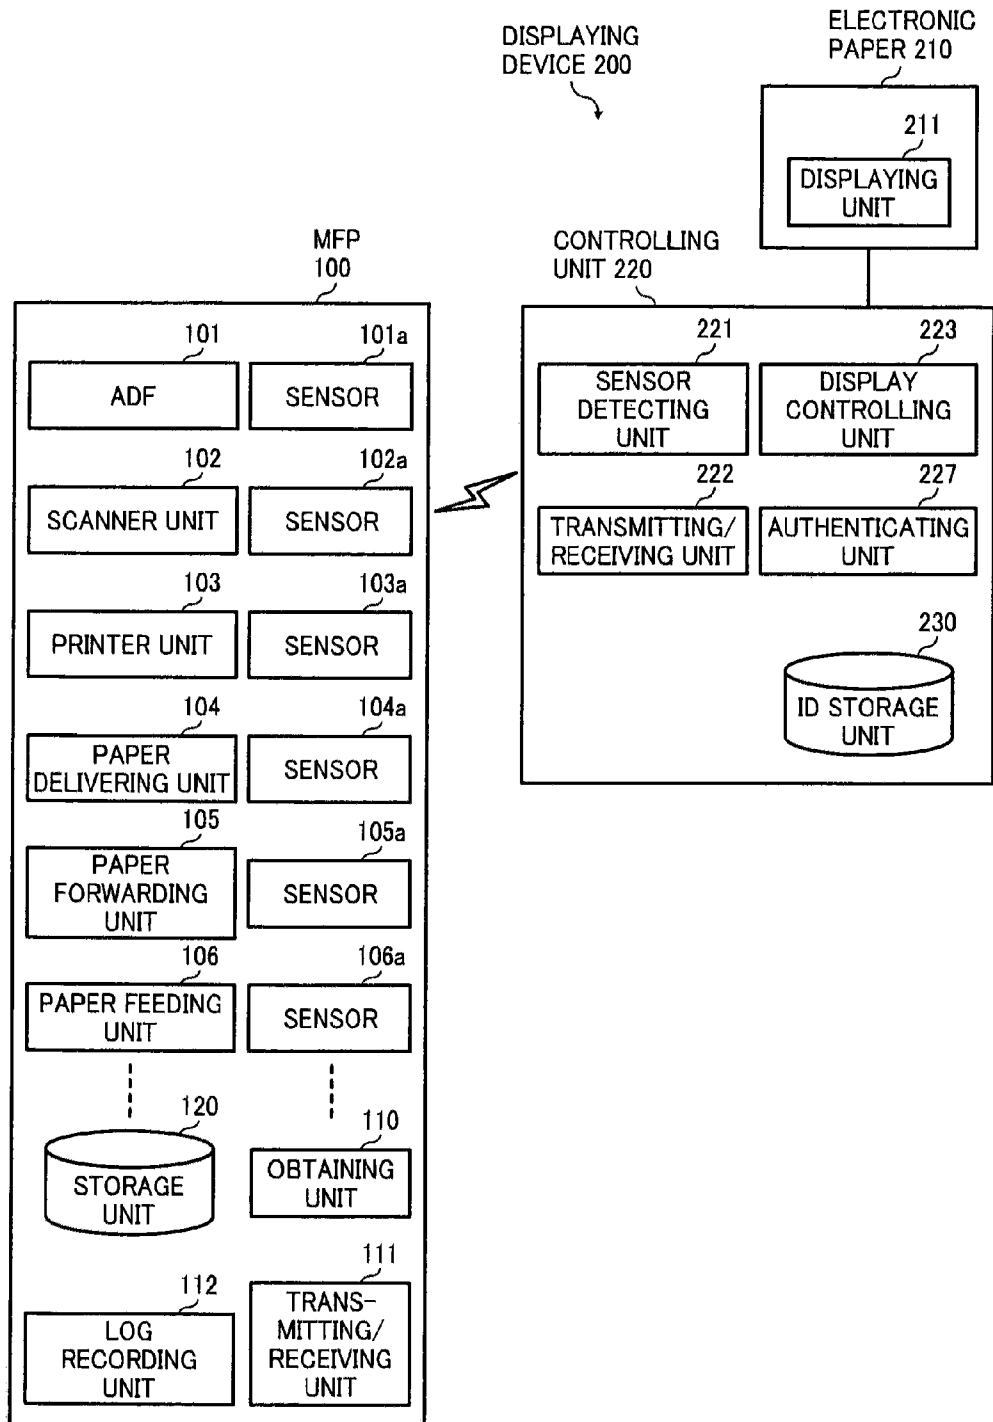 DISPLAYING
DEVICE 200
ELECTRONIC
PAPER 210
211
DISPLAYING
UNIT
MFP
100
CONTROLLING
UNIT 220
101
ADF
101a
SENSOR
102
SCANNER UNIT
102a
SENSOR
103
PRINTER UNIT
103a
SENSOR
104
PAPER
DELIVERING UNIT
104a
SENSOR
105
PAPER
FORWARDING
UNIT
105a
SENSOR
106
PAPER FEEDING
UNIT
106a
SENSOR
120
STORAGE
UNIT
110
OBTAINING
UNIT
112
LOG
RECORDING
UNIT
111
TRANS-
MITTING/
RECEIVING
UNIT
221
SENSOR
DETECTING
UNIT
223
DISPLAY
CONTROLLING
UNIT
222
TRANSMITTING/
RECEIVING UNIT
227
AUTHENTICATING
UNIT
230
ID STORAGE
UNIT